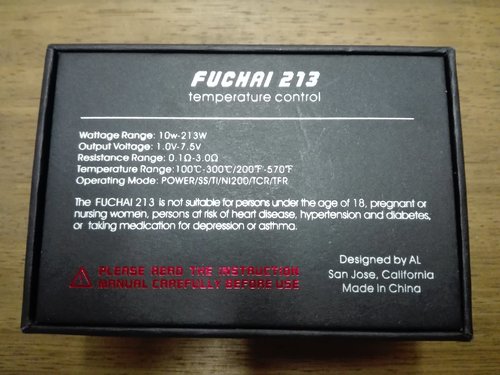 FUCHAI 213
temperature control
Wattage Range: 10w-213W
Output Voltage: 1.0V-7.5V
Resistance Range: 0.1Ω-3.0Ω
Temperature Range: 100℃-300℃/200℉-570℉
Operating Mode: POWER/SS/TI/NI200/TCR/TFR
The FUCHAI 213 is not suitable for persons under the age of 18, pregnant or
nursing women, persons at risk of heart disease, hypertension and diabetes,
or taking medication for depression or asthma.
Designed by AL
San Jose, California
Made in China
PLEASE READ THE INSTRUCTION
MANUAL CAREFULLY BEFORE USE